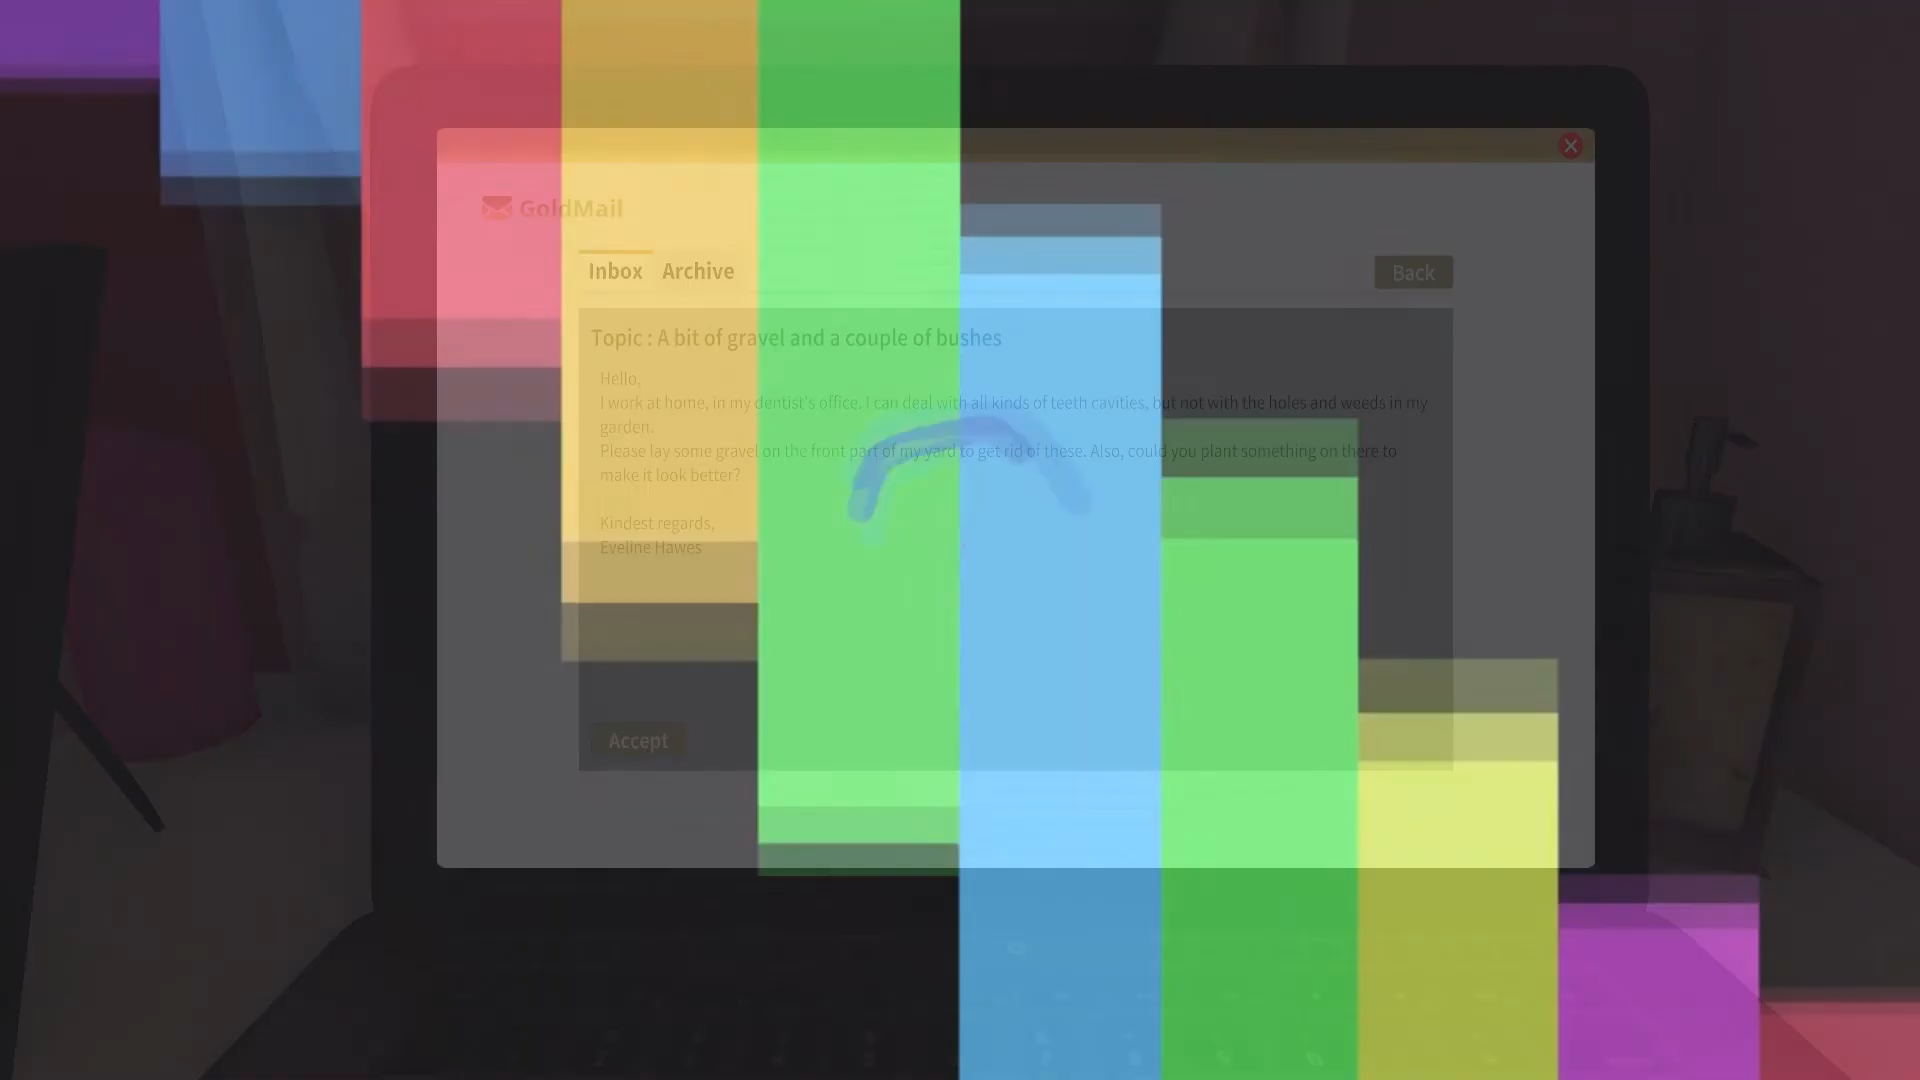 GoldMail
Inbox Archive
Back
Topic : A bit of gravel and a couple of bushes
Hello,
I work at home, in my dentist's office. I can deal with all kinds of teeth cavities, but not with the holes and weeds in my
garden.
Please lay some gravel on the front part of my yard to get rid of these. Also, could you plant something on there to
make it look better?
Kindest regards,
Eveline Hawes
Accept